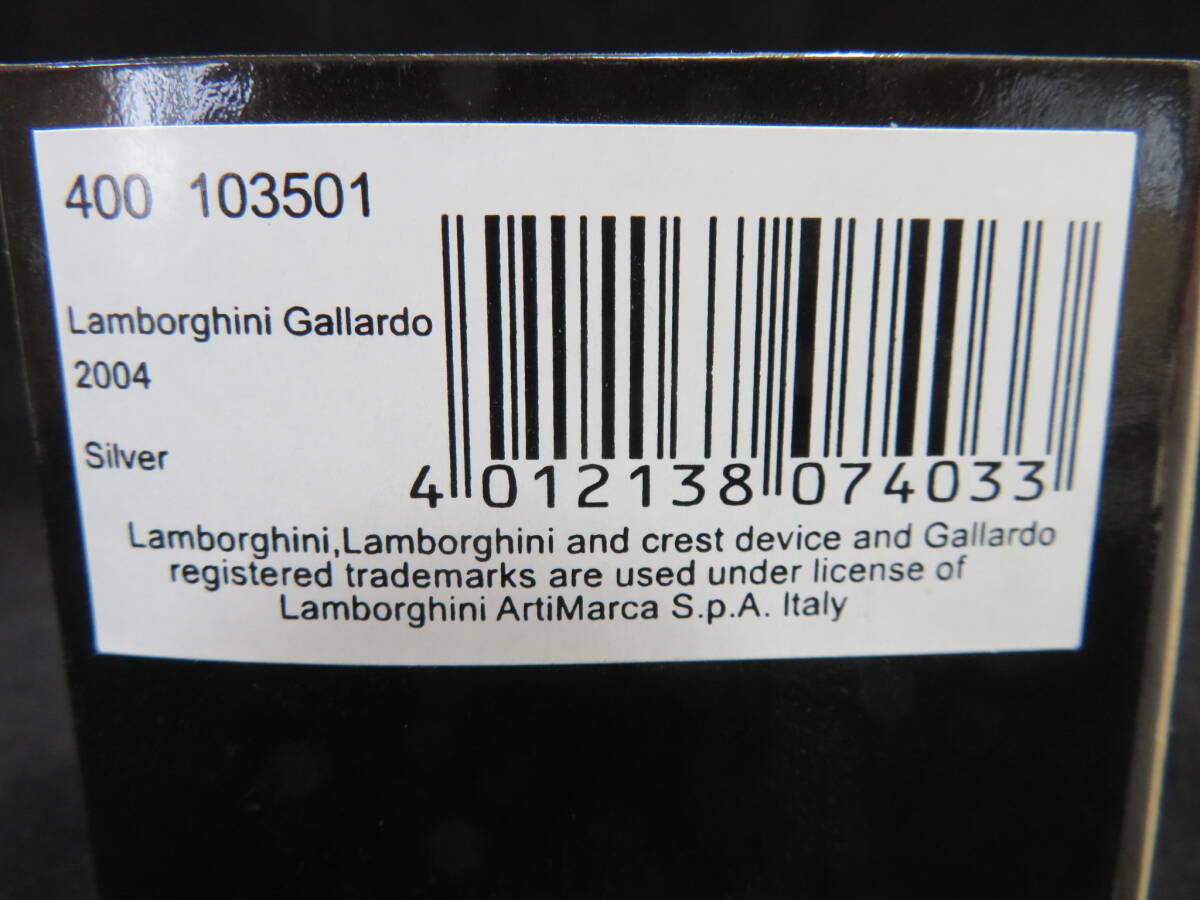 400 103501
Lamborghini Gallardo
2004
Silver
4 012138 074033
Lamborghini,Lamborghini and crest device and Gallardo
registered trademarks are used under license of
Lamborghini ArtiMarca S.p.A. Italy